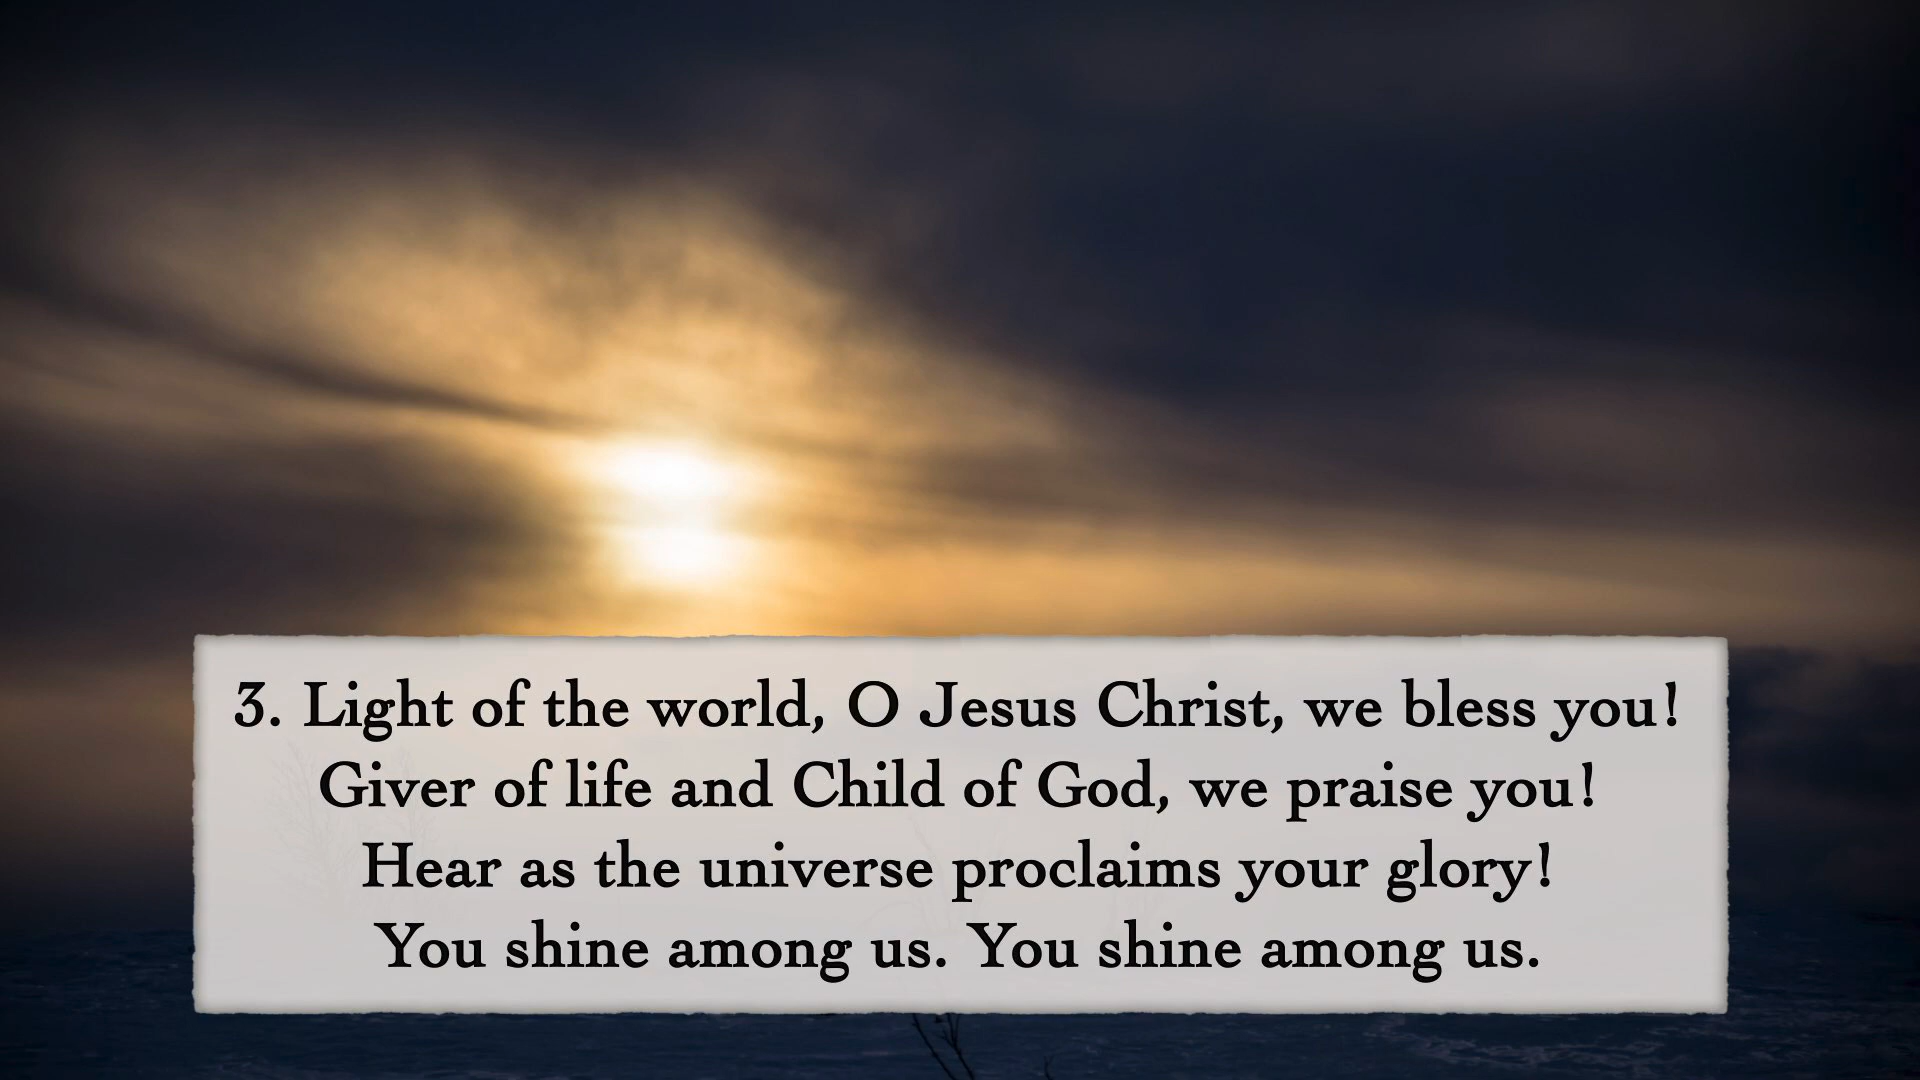 3. Light of the world, O Jesus Christ, we bless you!
Giver of life and Child of God, we praise you!
Hear as the universe proclaims your glory!
You shine among us. You shine among us.